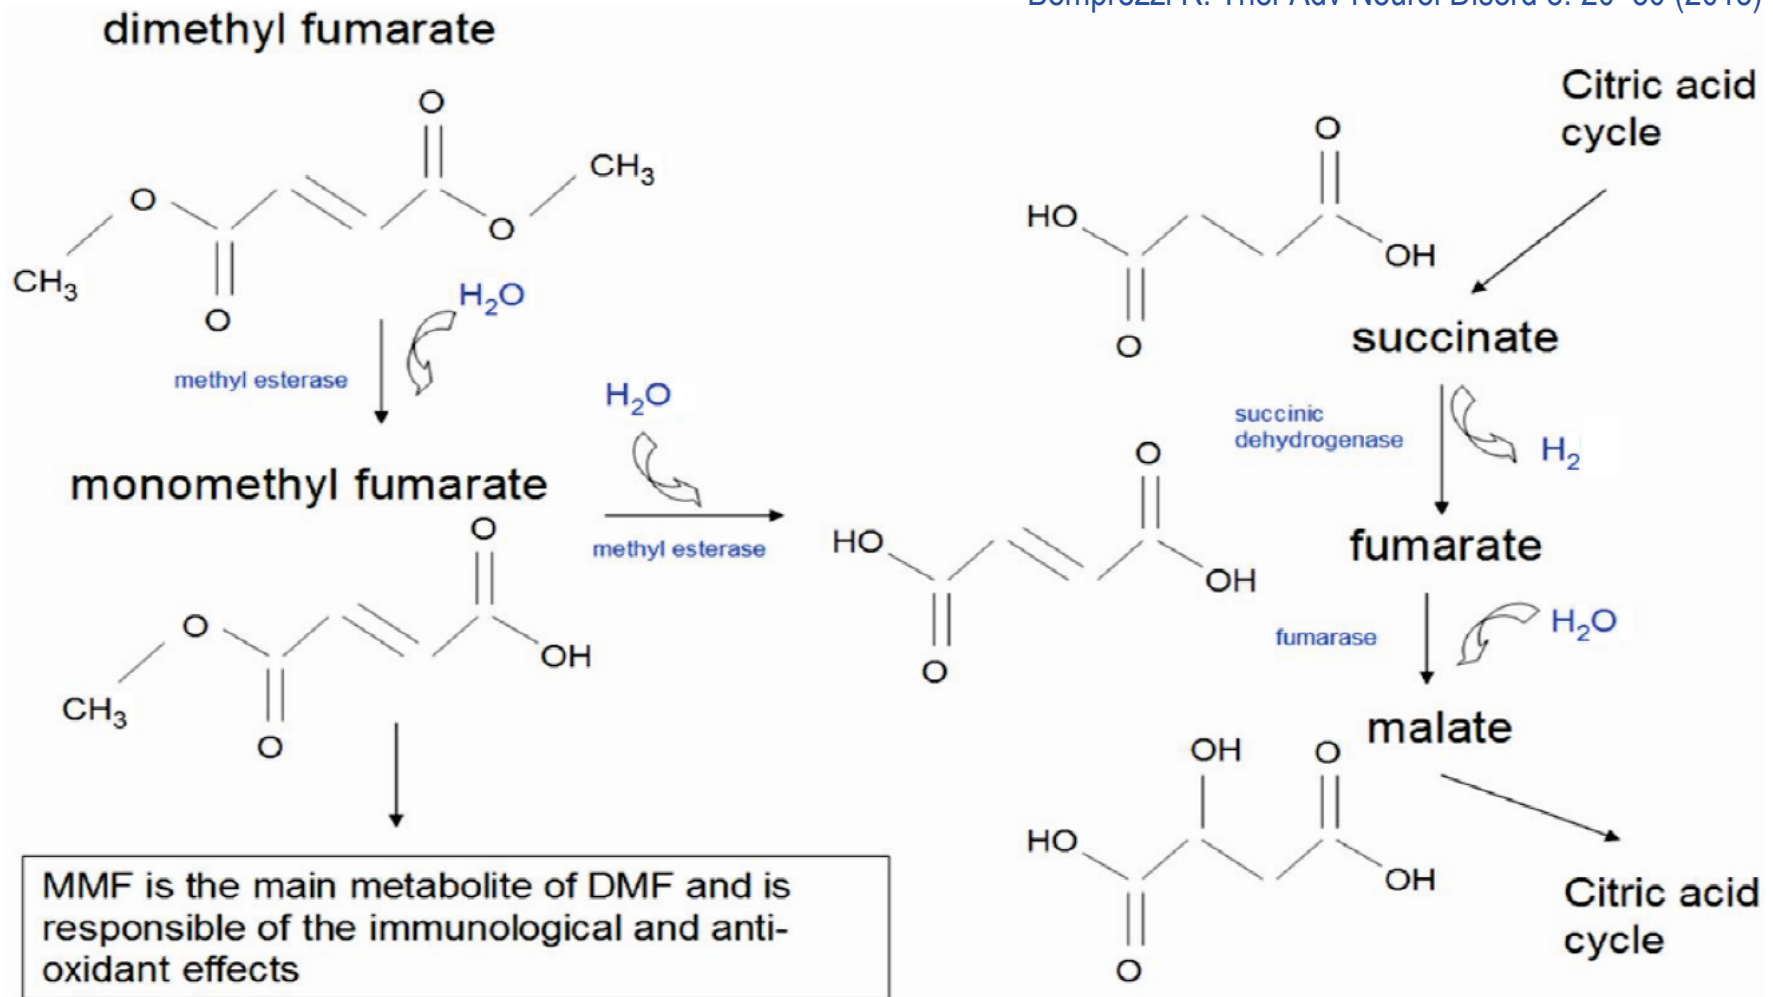 dimethyl fumarate
O
CH3
O
O
CH3
O
H2O
methyl esterase
monomethyl fumarate
O
O
OH
CH3
O
MMF is the main metabolite of DMF and is
responsible of the immunological and anti-
oxidant effects
H2O
methyl esterase
O
HO
OH
O
Citric acid
cycle
O
HO
OH
O
succinate
succinic
dehydrogenase
H2
fumarate
fumarase
H2O
malate
OH
O
HO
OH
O
Citric acid
cycle